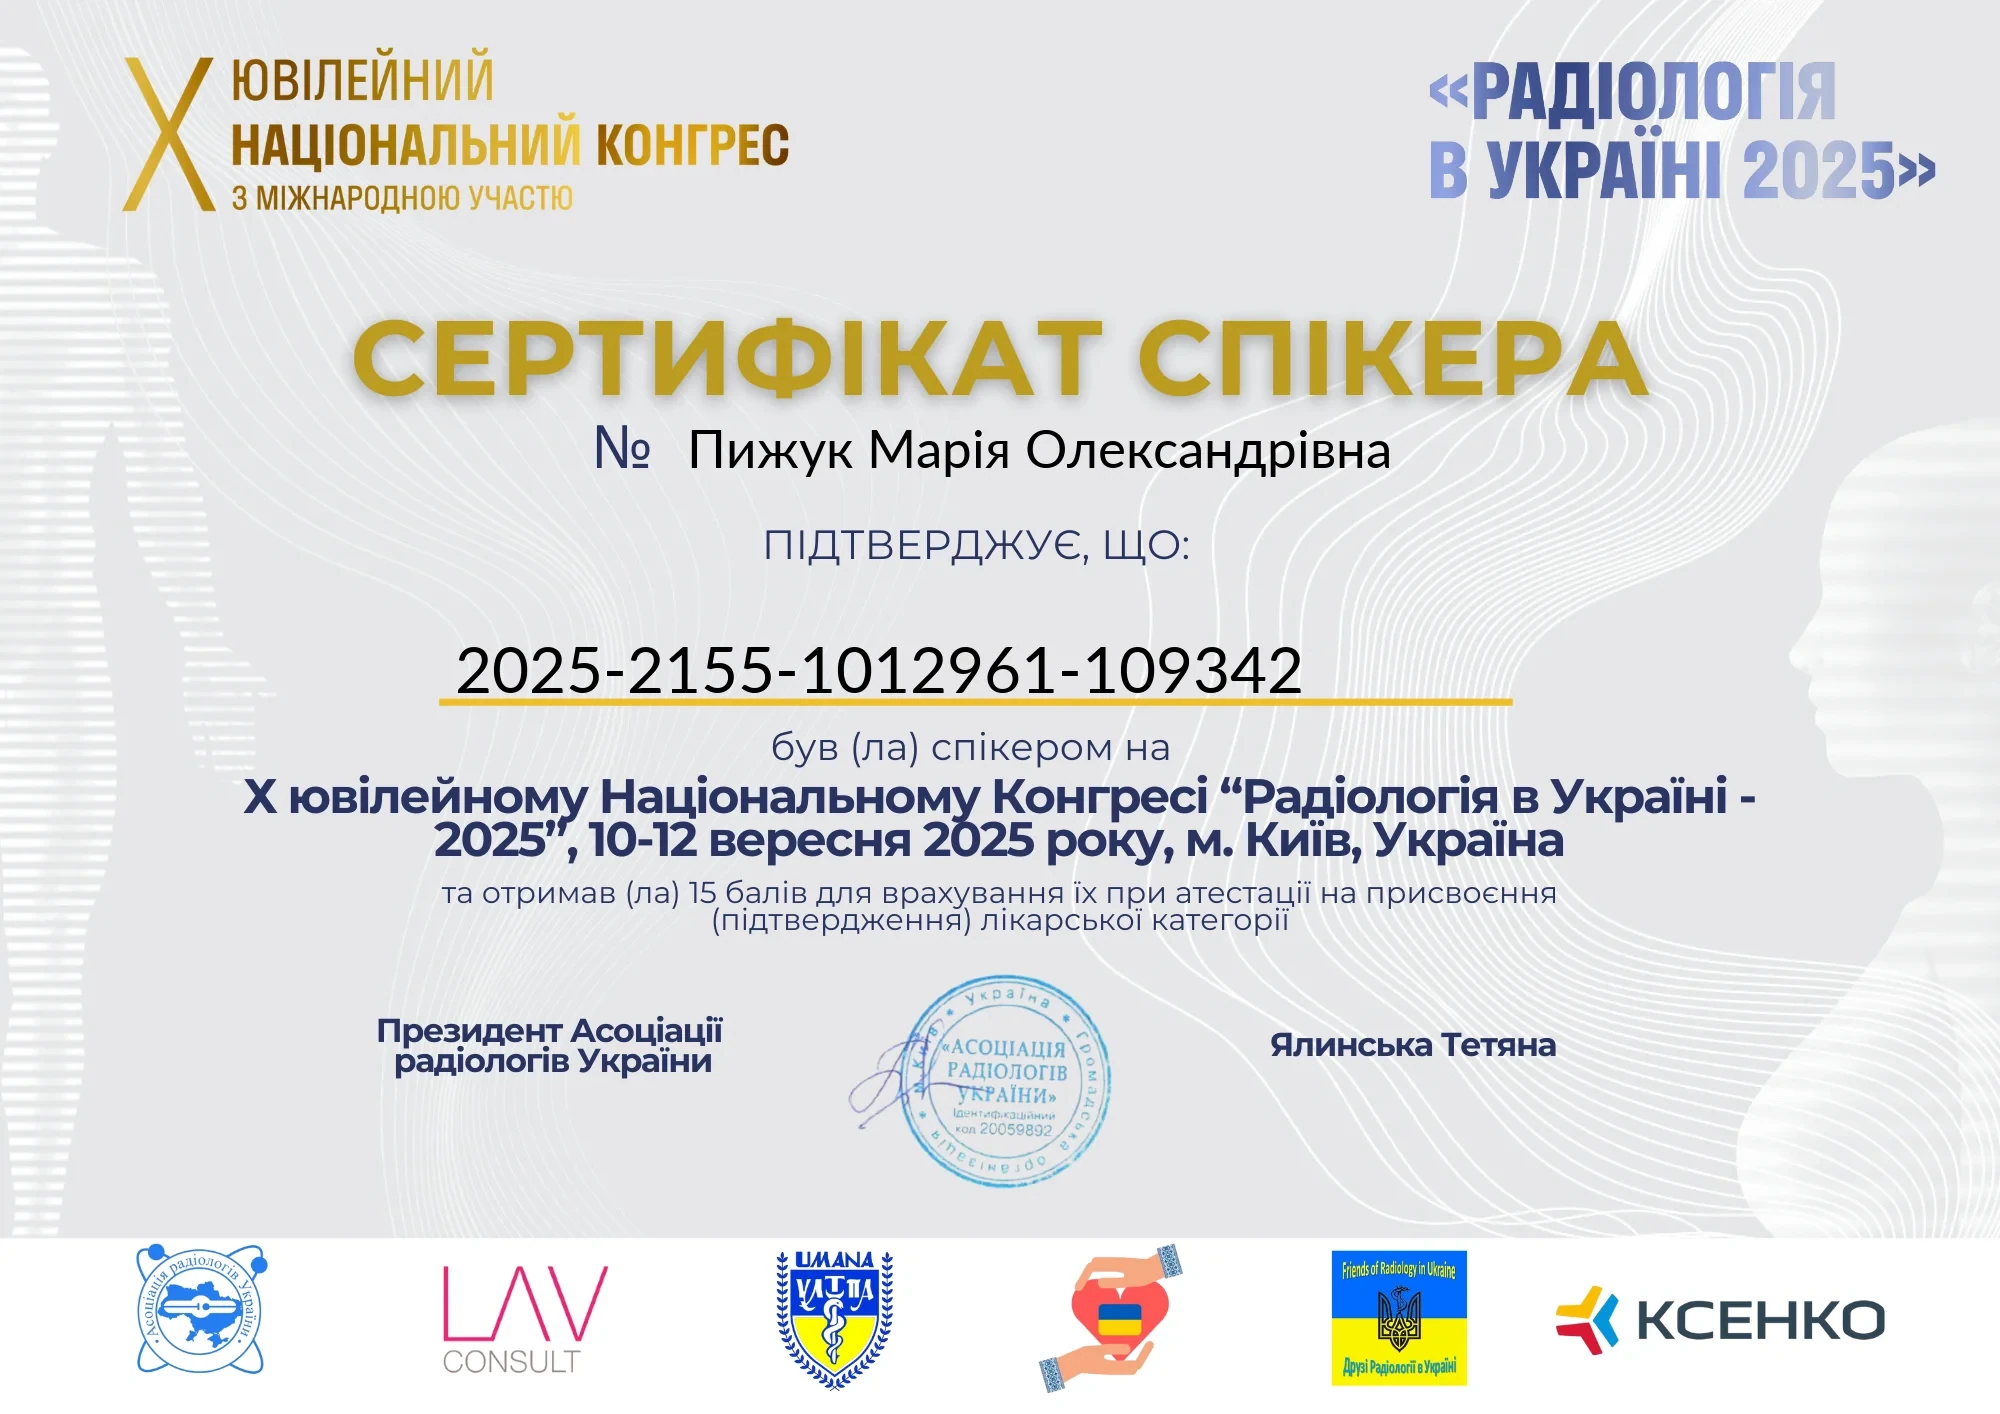 X ЮВІЛЕЙНИЙ
НАЦІОНАЛЬНИЙ КОНГРЕС
З МІЖНАРОДНОЮ УЧАСТЮ
«РАДІОЛОГІЯ
В УКРАЇНІ 2025»
СЕРТИФІКАТ СПІКЕРА
№ Пижук Марія Олександрівна
ПІДТВЕРДЖУЄ, ЩО:
2025-2155-1012961-109342
був (ла) спікером на
X ювілейному Національному Конгресі “Радіологія в Україні -
2025”, 10-12 вересня 2025 року, м. Київ, Україна
та отримав (ла) 15 балів для врахування їх при атестації на присвоєння
(підтвердження) лікарської категорії
Президент Асоціації
радіологів України
* Україна * Громадська організація * м. Київ
«АСОЦІАЦІЯ
РАДІОЛОГІВ
УКРАЇНИ»
Ідентифікаційний
код 20059892
Ялинська Тетяна
Асоціація радіологів України
LAV
CONSULT
UMANA
УЛТПА
Friends of Radiology in Ukraine
Друзі Радіології в Україні
КСЕНКО